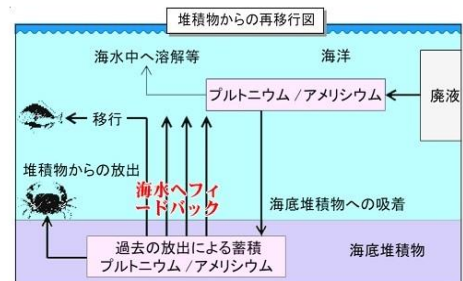 堆積物からの再移行図
海水中へ溶解等
海洋
プルトニウム/アメリシウム
廃液
移行
堆積物からの放出
海水へフィ
ードバック
海底堆積物への吸着
過去の放出による蓄積
プルトニウム/アメリシウム
海底堆積物